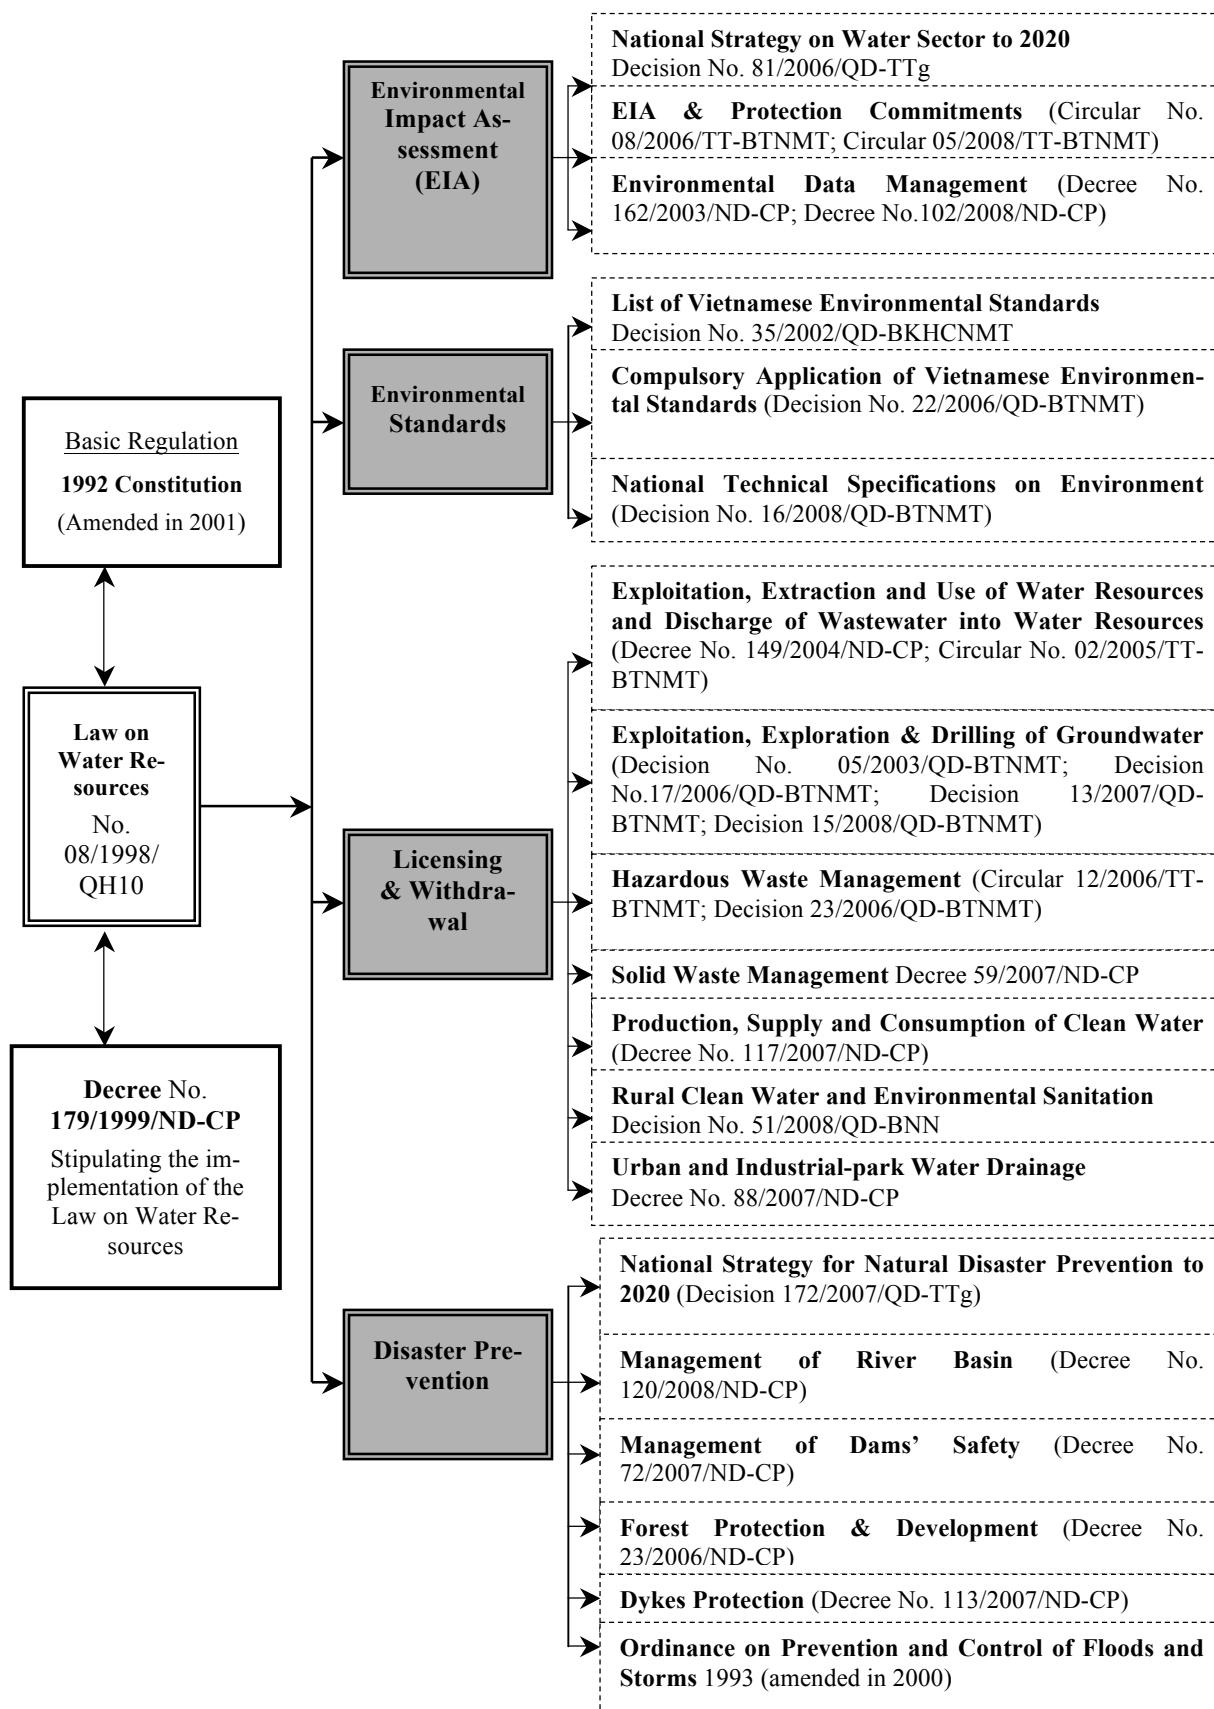 Basic Regulation
1992 Constitution
(Amended in 2001)
Law on
Water Re-
sources
No.
08/1998/
QH10
Decree No.
179/1999/ND-CP
Stipulating the im-
plementation of the
Law on Water Re-
sources
Environmental
Impact As-
sessment
(EIA)
National Strategy on Water Sector to 2020
Decision No. 81/2006/QD-TTg
EIA & Protection Commitments (Circular No.
08/2006/TT-BTNMT; Circular 05/2008/TT-BTNMT)
Environmental Data Management (Decree No.
162/2003/ND-CP; Decree No.102/2008/ND-CP)
Environmental
Standards
List of Vietnamese Environmental Standards
Decision No. 35/2002/QD-BKHCNMT
Compulsory Application of Vietnamese Environmen-
tal Standards (Decision No. 22/2006/QD-BTNMT)
National Technical Specifications on Environment
(Decision No. 16/2008/QD-BTNMT)
Licensing
& Withdra-
wal
Exploitation, Extraction and Use of Water Resources
and Discharge of Wastewater into Water Resources
(Decree No. 149/2004/ND-CP; Circular No. 02/2005/TT-
BTNMT)
Exploitation, Exploration & Drilling of Groundwater
(Decision No. 05/2003/QD-BTNMT; Decision
No.17/2006/QD-BTNMT; Decision 13/2007/QD-
BTNMT; Decision 15/2008/QD-BTNMT)
Hazardous Waste Management (Circular 12/2006/TT-
BTNMT; Decision 23/2006/QD-BTNMT)
Solid Waste Management Decree 59/2007/ND-CP
Production, Supply and Consumption of Clean Water
(Decree No. 117/2007/ND-CP)
Rural Clean Water and Environmental Sanitation
Decision No. 51/2008/QD-BNN
Urban and Industrial-park Water Drainage
Decree No. 88/2007/ND-CP
Disaster Pre-
vention
National Strategy for Natural Disaster Prevention to
2020 (Decision 172/2007/QD-TTg)
Management of River Basin (Decree No.
120/2008/ND-CP)
Management of Dams’ Safety (Decree No.
72/2007/ND-CP)
Forest Protection & Development (Decree No.
23/2006/ND-CP)
Dykes Protection (Decree No. 113/2007/ND-CP)
Ordinance on Prevention and Control of Floods and
Storms 1993 (amended in 2000)